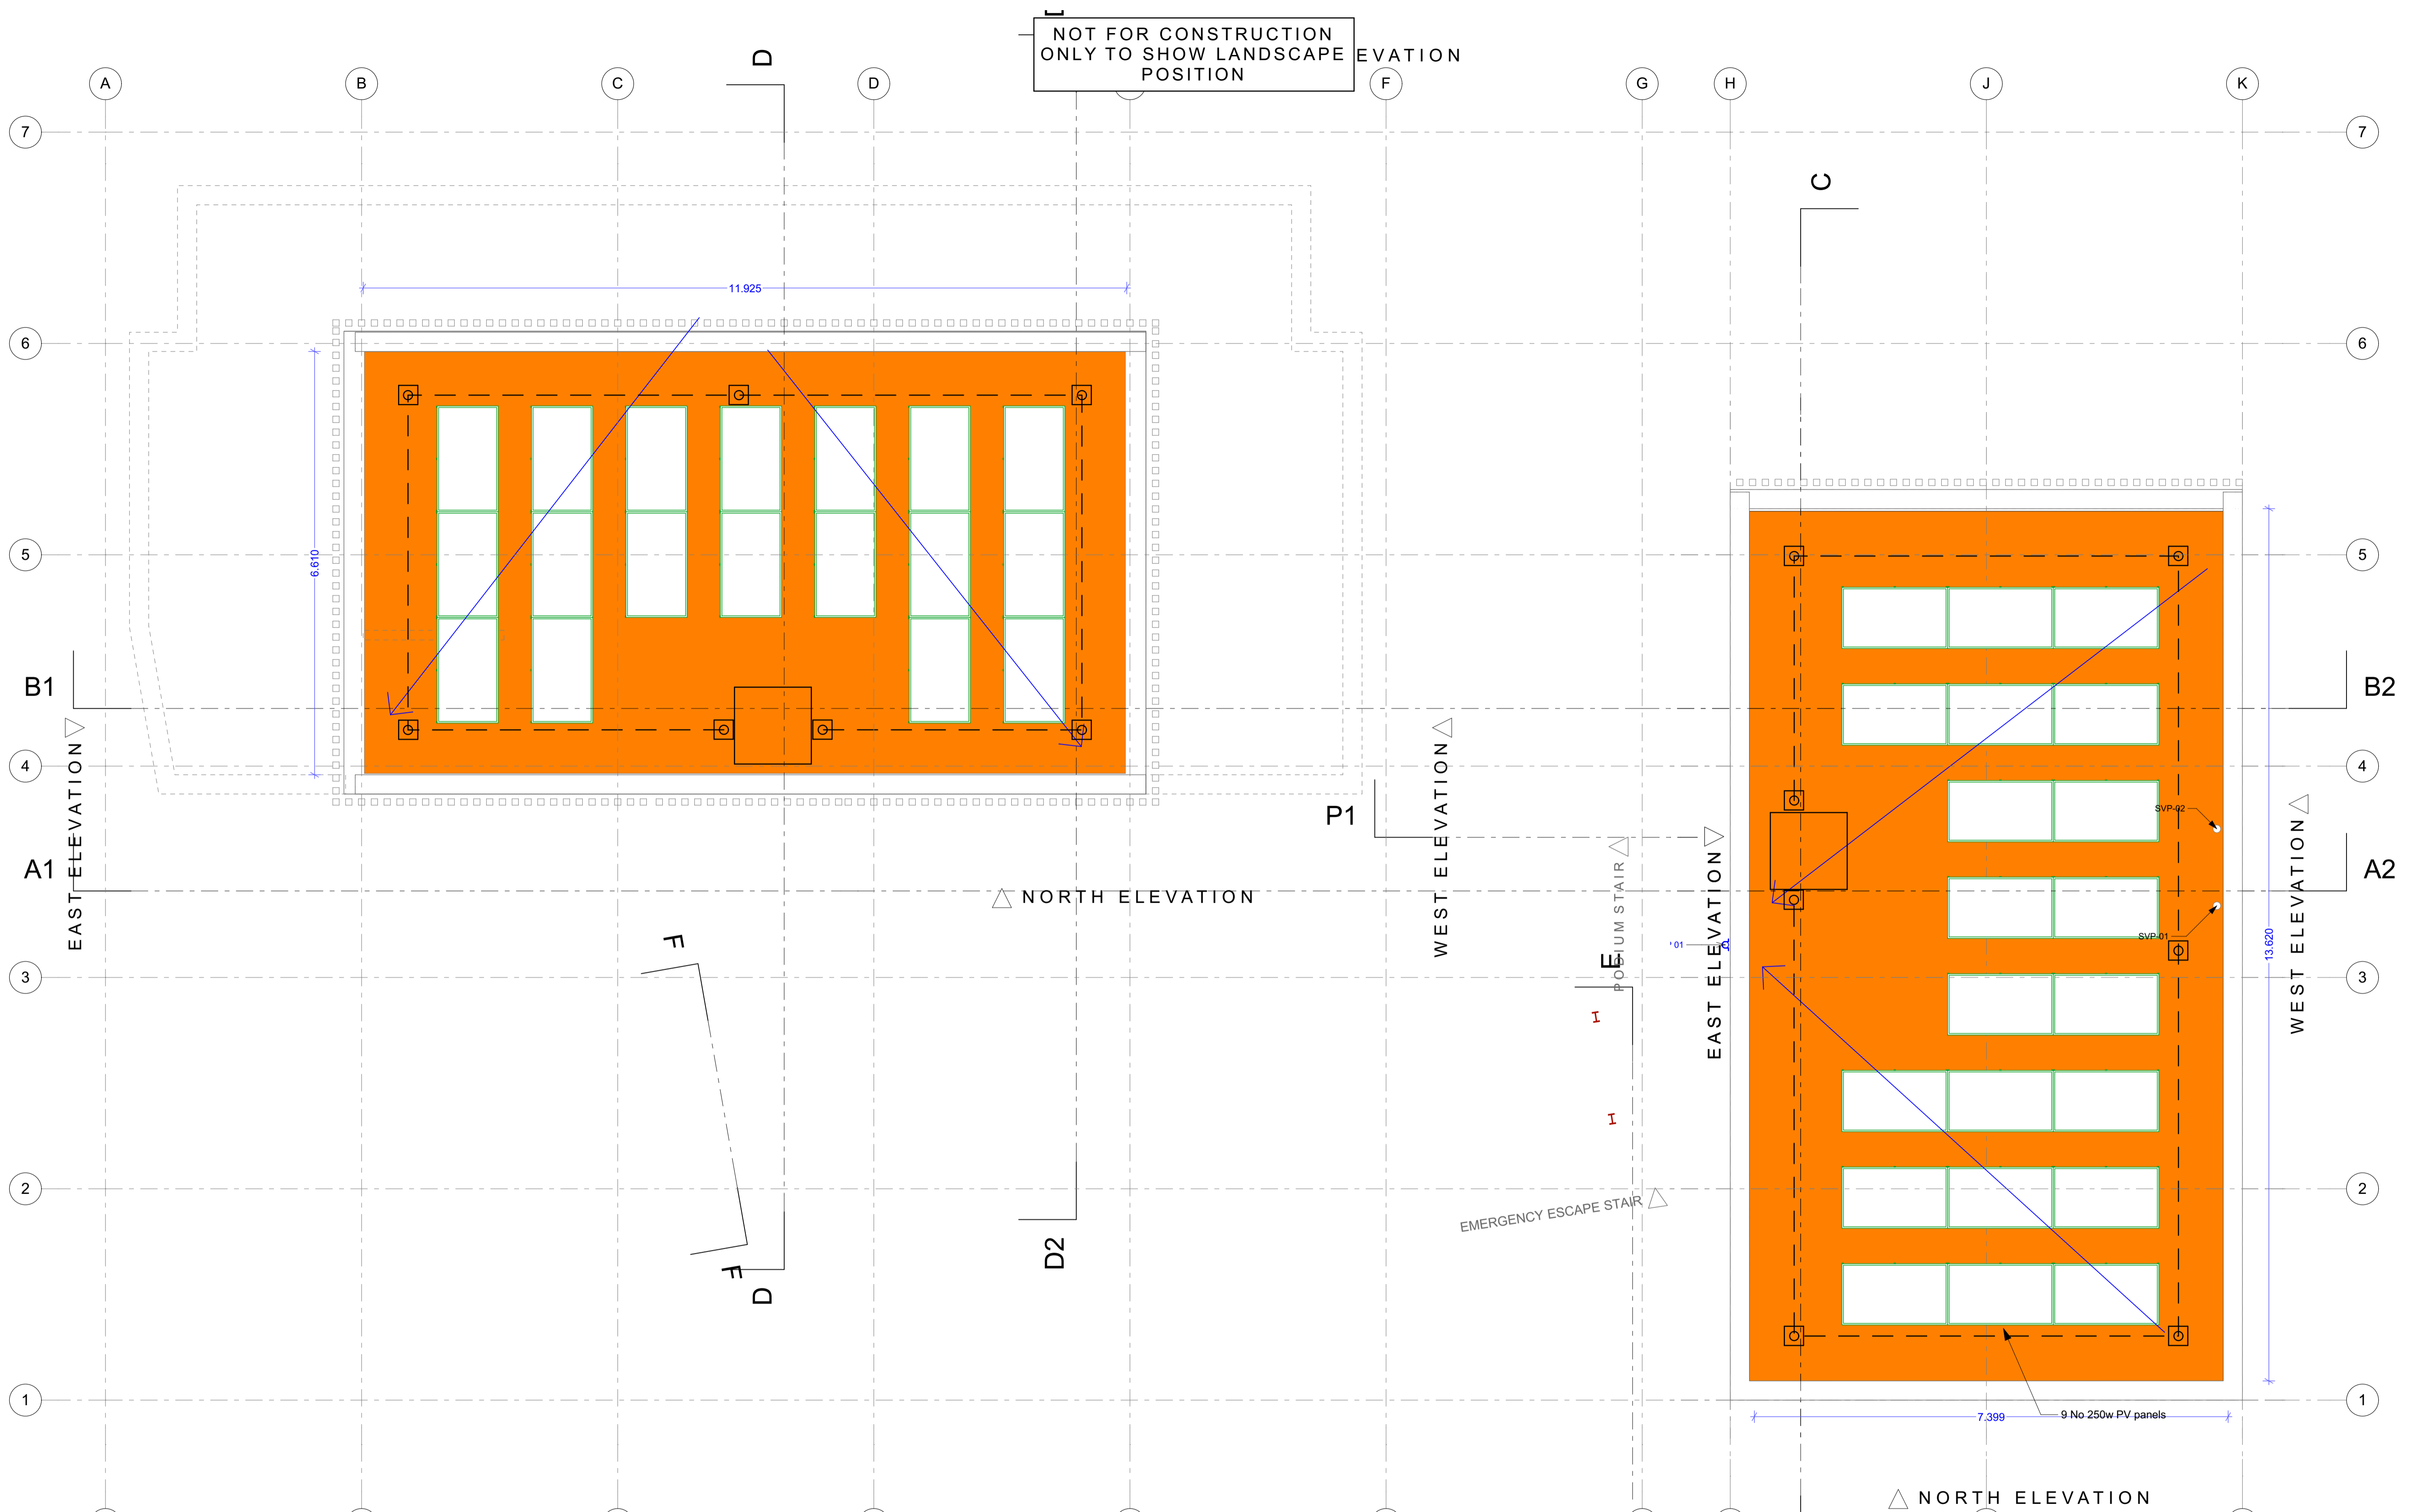 NOT FOR CONSTRUCTION
ONLY TO SHOW LANDSCAPE
POSITION
EVATION
D
A
B
C
D
F
G
H
J
K
7
7
C
11.925
6
6
6.610
5
5
B1
B2
4
4
EAST ELEVATION
P1
WEST ELEVATION
SVP-02
A1
A2
NORTH ELEVATION
PODIUM STAIR
EAST ELEVATION
WEST ELEVATION
SVP-01
13.620
01
F
E
3
3
2
2
EMERGENCY ESCAPE STAIR
D2
F
D
1
1
7.399
9 No 250w PV panels
NORTH ELEVATION